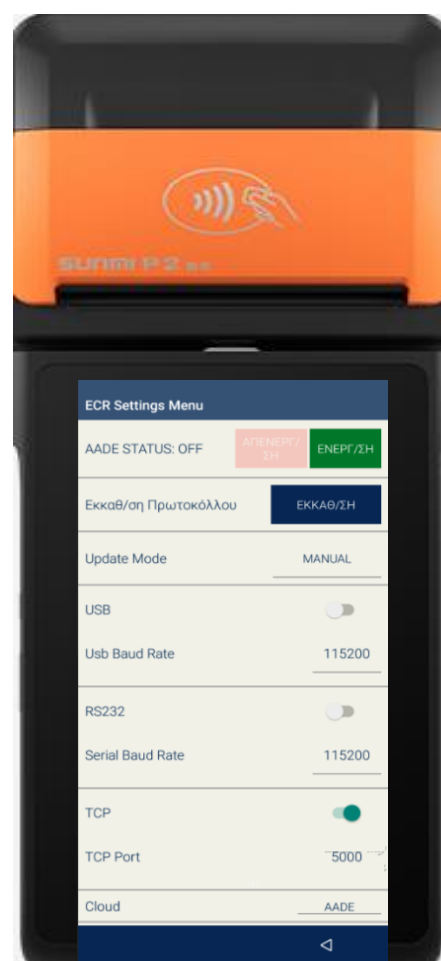 SUNMI P2
ECR Settings Menu
AADE STATUS: OFF
ΑΠΕΝΕΡΓ/
ΣΗ
ΕΝΕΡΓ/ΣΗ
Εκκαθ/ση Πρωτοκόλλου
ΕΚΚΑΘ/ΣΗ
Update Mode
MANUAL
USB
Usb Baud Rate
115200
RS232
Serial Baud Rate
115200
TCP
TCP Port
5000
Cloud
AADE